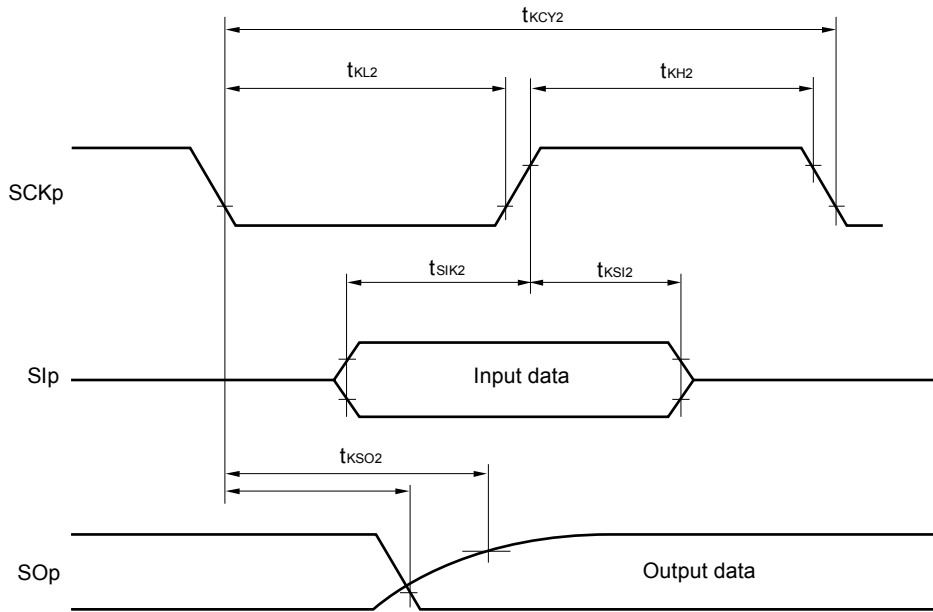 tKCY2
tKL2
tKH2
SCKp
tSIK2
tKSI2
SIp
Input data
tKSO2
SOp
Output data